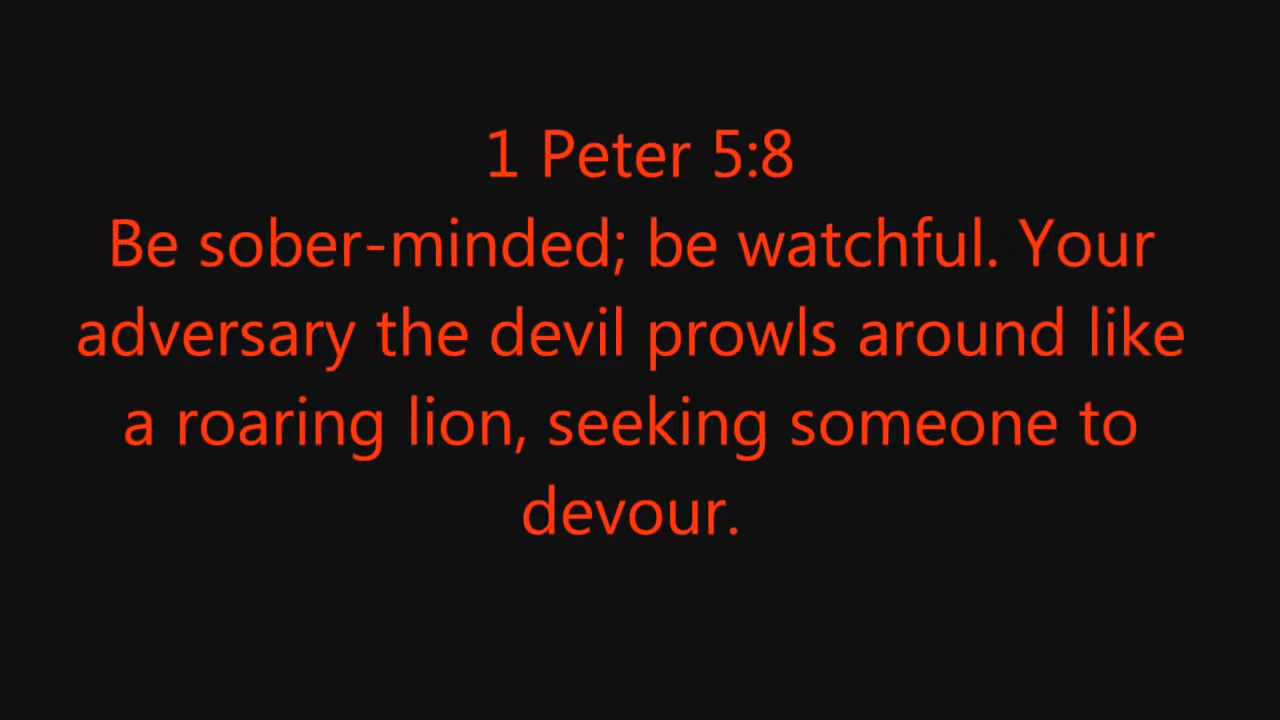 1 Peter 5:8
Be sober-minded; be watchful. Your
adversary the devil prowls around like
a roaring lion, seeking someone to
devour.